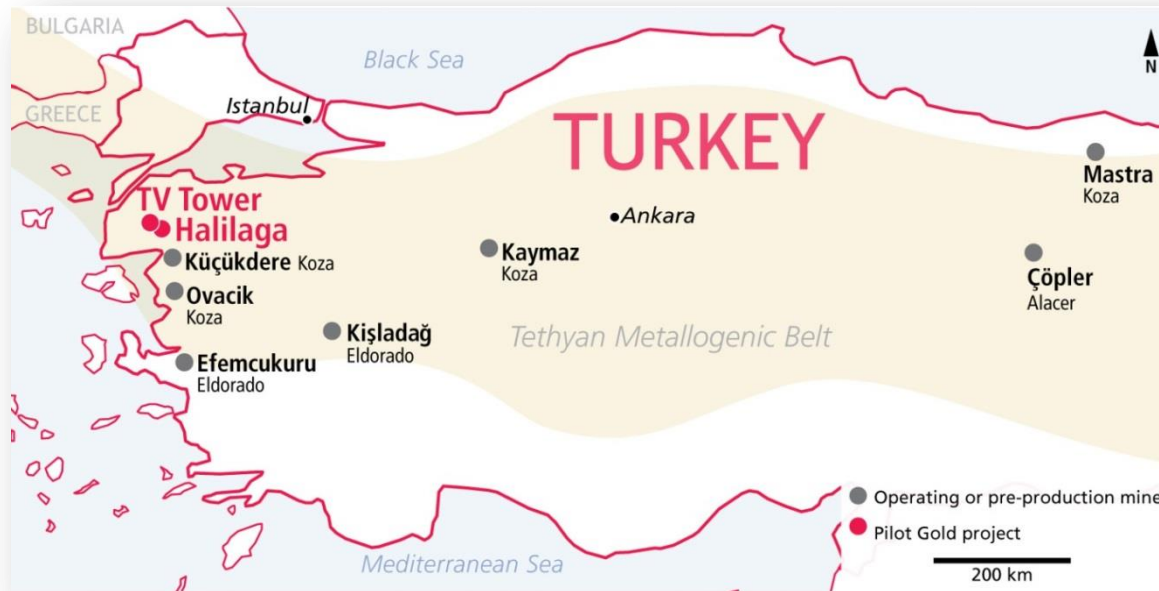 BULGARIA
Black Sea
N
GREECE
Istanbul
TURKEY
Mastra
Koza
TV Tower
Halilaga
Ankara
Küçükdere Koza
Kaymaz
Koza
Çöpler
Alacer
Ovacik
Koza
Kişladağ
Eldorado
Tethyan Metallogenic Belt
Efemcukuru
Eldorado
Operating or pre-production mine
Pilot Gold project
Mediterranean Sea
200 km